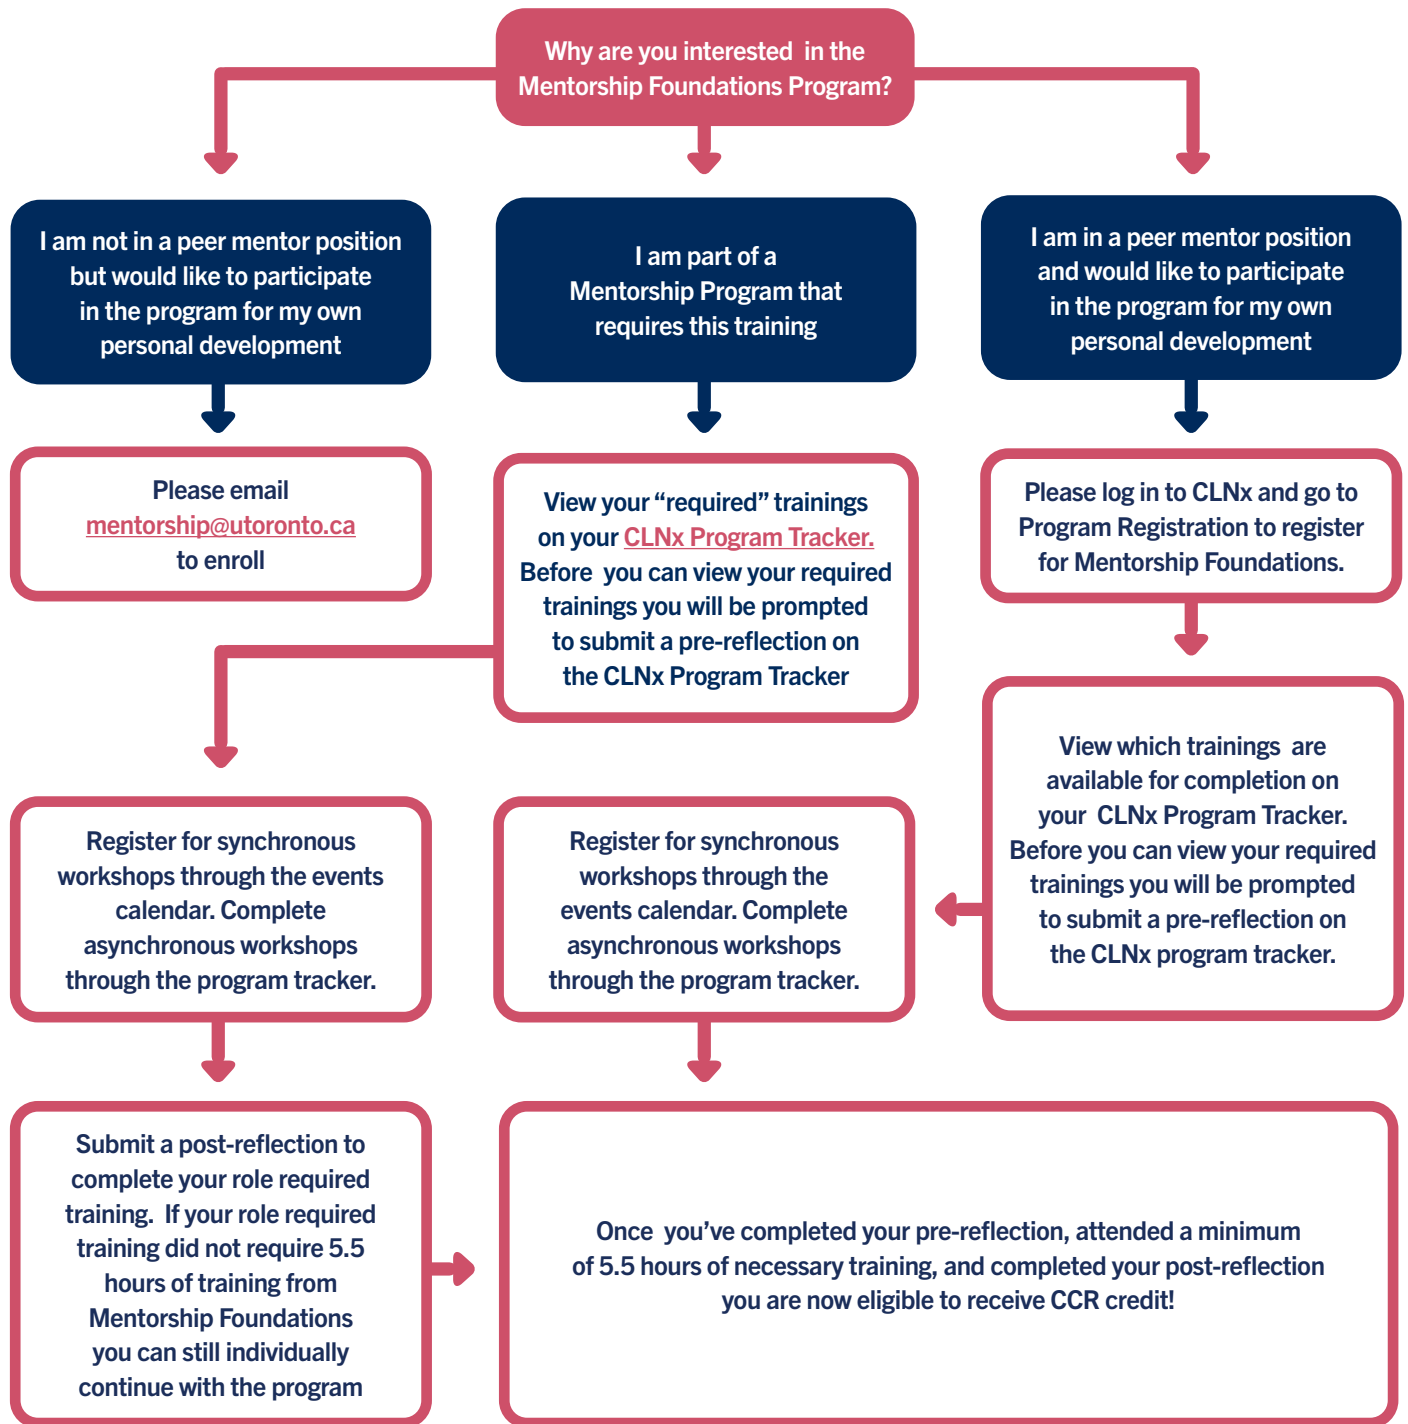 Why are you interested in the
Mentorship Foundations Program?
I am not in a peer mentor position
but would like to participate
in the program for my own
personal development
I am part of a
Mentorship Program that
requires this training
I am in a peer mentor position
and would like to participate
in the program for my own
personal development
Please email
mentorship@utoronto.ca
to enroll
View your “required” trainings
on your CLNx Program Tracker.
Before you can view your required
trainings you will be prompted
to submit a pre-reflection on
the CLNx Program Tracker
Please log in to CLNx and go to
Program Registration to register
for Mentorship Foundations.
View which trainings are
available for completion on
your CLNx Program Tracker.
Before you can view your required
trainings you will be prompted
to submit a pre-reflection on
the CLNx program tracker.
Register for synchronous
workshops through the events
calendar. Complete
asynchronous workshops
through the program tracker.
Register for synchronous
workshops through the
events calendar. Complete
asynchronous workshops
through the program tracker.
Submit a post-reflection to
complete your role required
training. If your role required
training did not require 5.5
hours of training from
Mentorship Foundations
you can still individually
continue with the program
Once you’ve completed your pre-reflection, attended a minimum
of 5.5 hours of necessary training, and completed your post-reflection
you are now eligible to receive CCR credit!